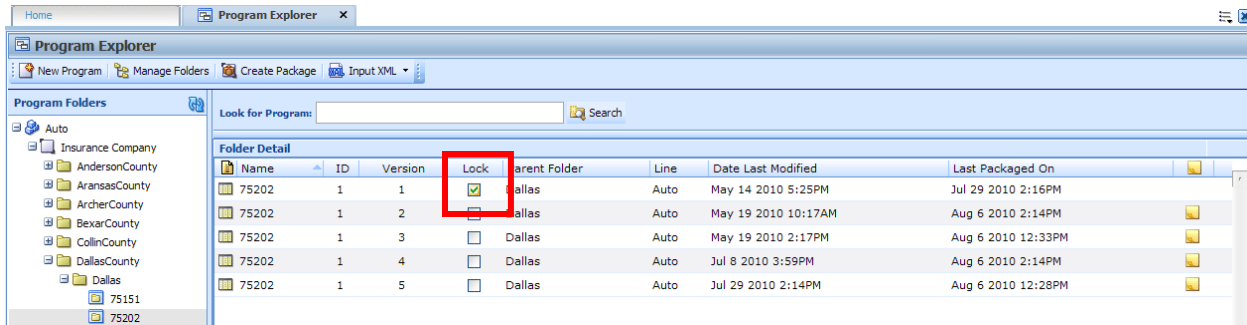 Home Program Explorer x
Program Explorer
New Program Manage Folders Create Package Input XML
Program Folders
Look for Program: Search
Auto
Insurance Company
AndersonCounty
AransasCounty
ArcherCounty
BexarCounty
CollinCounty
DallasCounty
Dallas
75151
75202
Folder Detail
Name ID Version Lock Parent Folder Line Date Last Modified Last Packaged On
75202 1 1 Dallas Auto May 14 2010 5:25PM Jul 29 2010 2:16PM
75202 1 2 Dallas Auto May 19 2010 10:17AM Aug 6 2010 2:14PM
75202 1 3 Dallas Auto May 19 2010 2:17PM Aug 6 2010 12:33PM
75202 1 4 Dallas Auto Jul 8 2010 3:59PM Aug 6 2010 2:14PM
75202 1 5 Dallas Auto Jul 29 2010 2:14PM Aug 6 2010 12:28PM